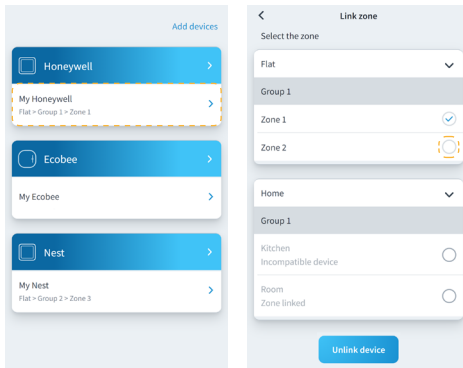 Add devices
Honeywell
My Honeywell
Flat > Group 1 > Zone 1
Ecobee
My Ecobee
Nest
My Nest
Flat > Group 2 > Zone 3
Link zone
Select the zone
Flat
Group 1
Zone 1
Zone 2
Home
Group 1
Kitchen
Incompatible device
Room
Zone linked
Unlink device